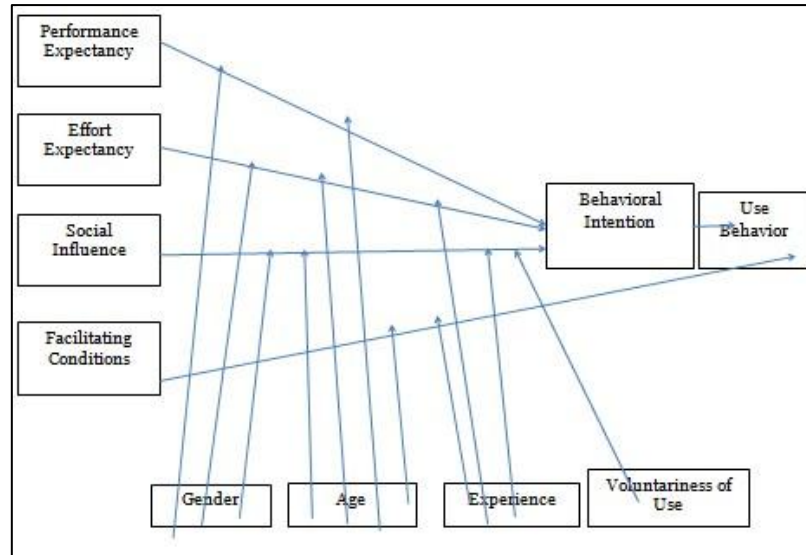 Performance
Expectancy
Effort
Expectancy
Social
Influence
Facilitating
Conditions
Behavioral
Intention
Use
Behavior
Gender
Age
Experience
Voluntariness of
Use